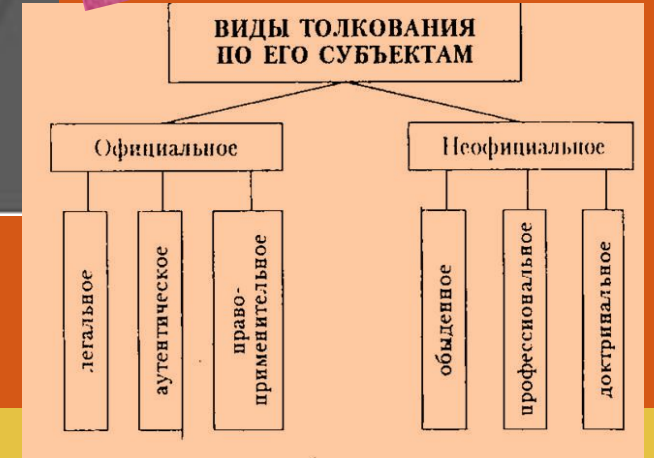 ВИДЫ ТОЛКОВАНИЯ
ПО ЕГО СУБЪЕКТАМ
Официальное
Неофициальное
легальное
аутентическое
право-
применительное
обыденное
профессиональное
доктринальное